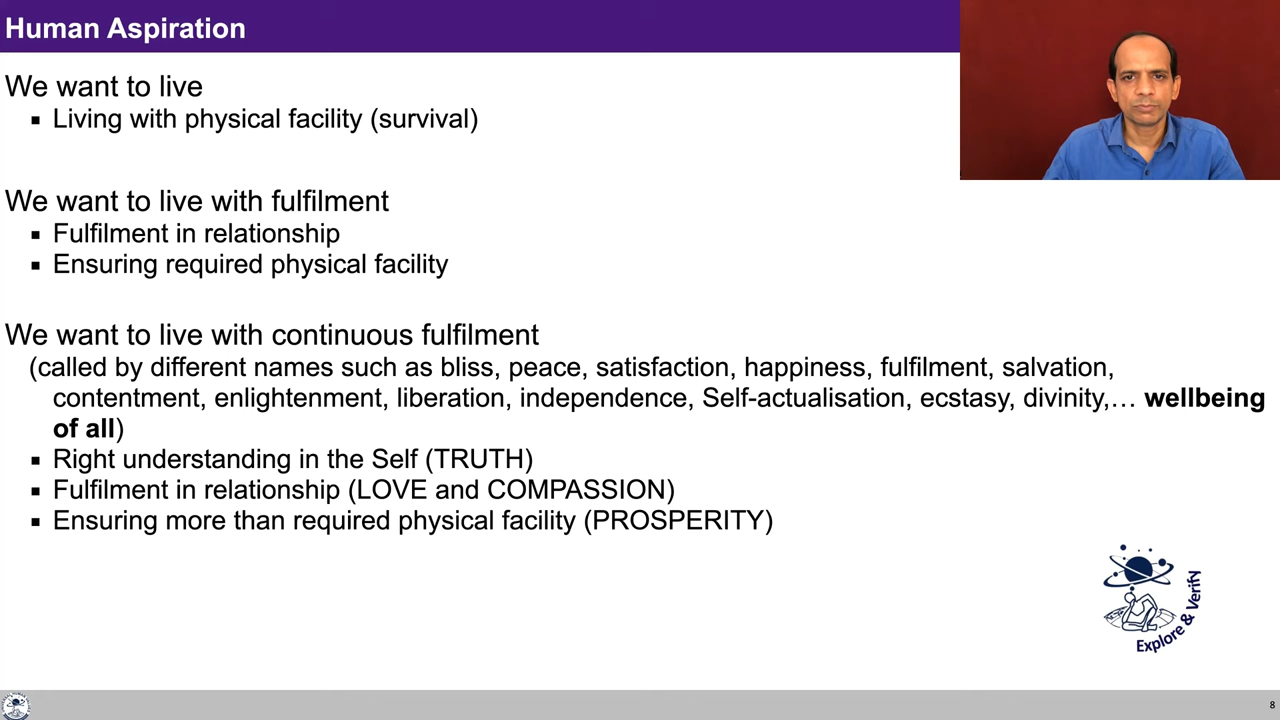 Human Aspiration
We want to live
▪ Living with physical facility (survival)
We want to live with fulfilment
▪ Fulfilment in relationship
▪ Ensuring required physical facility
We want to live with continuous fulfilment
(called by different names such as bliss, peace, satisfaction, happiness, fulfilment, salvation,
contentment, enlightenment, liberation, independence, Self-actualisation, ecstasy, divinity,… wellbeing
of all)
▪ Right understanding in the Self (TRUTH)
▪ Fulfilment in relationship (LOVE and COMPASSION)
▪ Ensuring more than required physical facility (PROSPERITY)
Explore & Verify
8